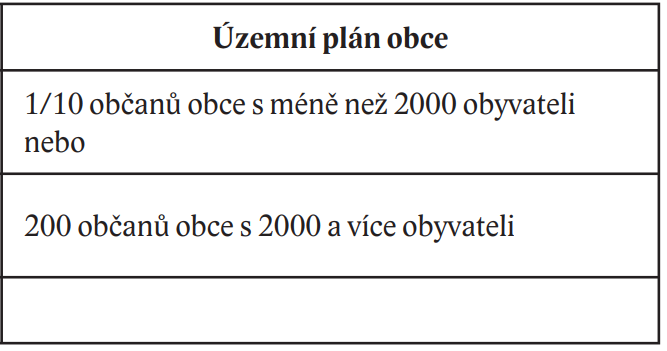 Územní plán obce
1/10 občanů obce s méně než 2000 obyvateli
nebo
200 občanů obce s 2000 a více obyvateli